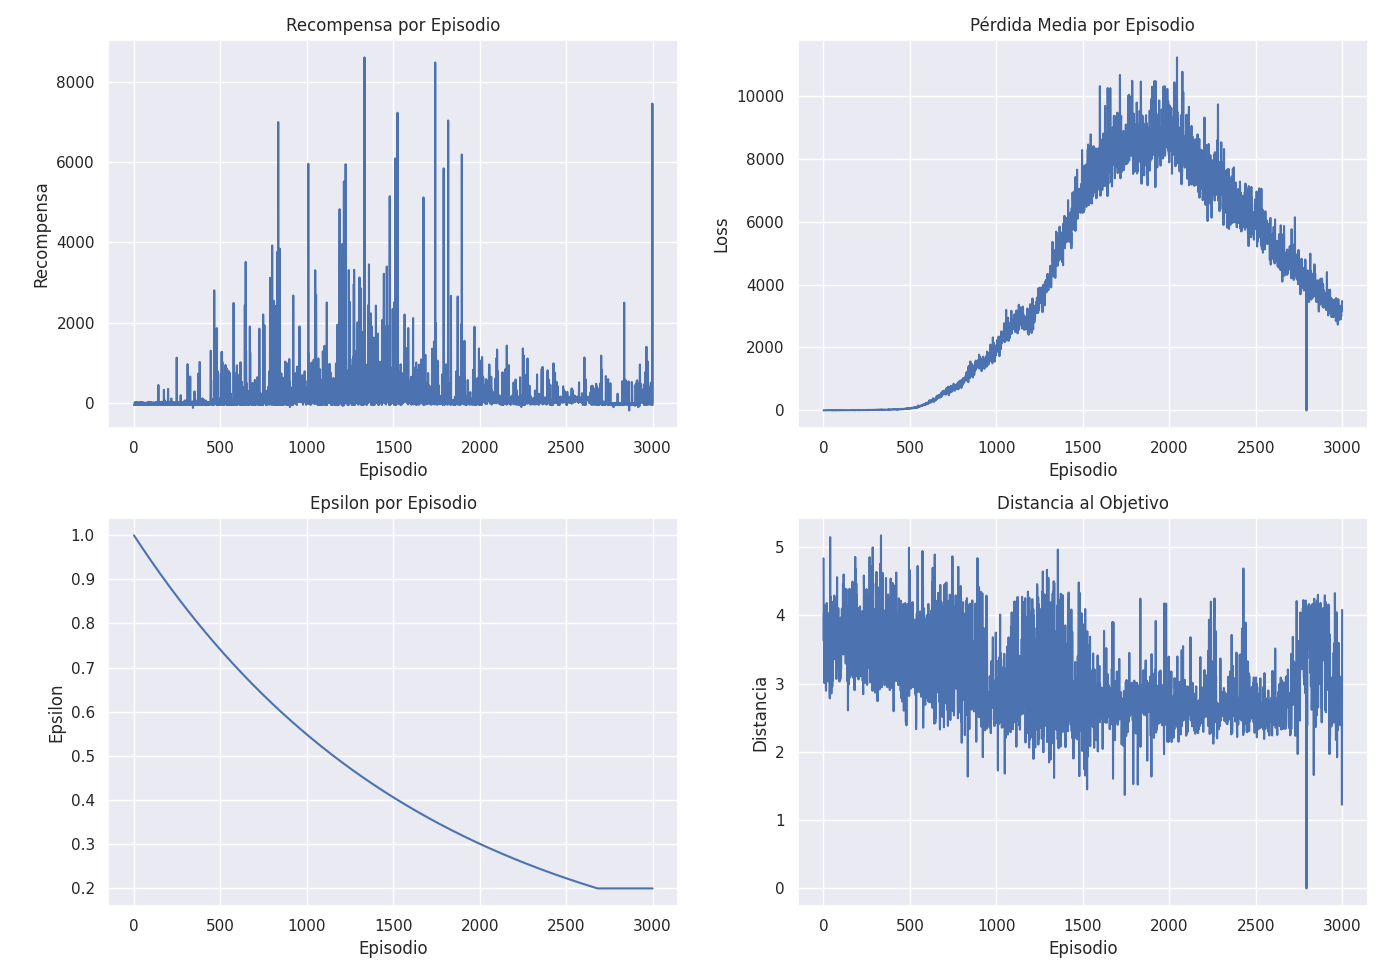 Recompensa por Episodio
Recompensa
8000
6000
4000
2000
0
0 500 1000 1500 2000 2500 3000
Episodio
Pérdida Media por Episodio
Loss
10000
8000
6000
4000
2000
0
0 500 1000 1500 2000 2500 3000
Episodio
Epsilon por Episodio
Epsilon
1.0
0.9
0.8
0.7
0.6
0.5
0.4
0.3
0.2
0 500 1000 1500 2000 2500 3000
Episodio
Distancia al Objetivo
Distancia
5
4
3
2
1
0
0 500 1000 1500 2000 2500 3000
Episodio